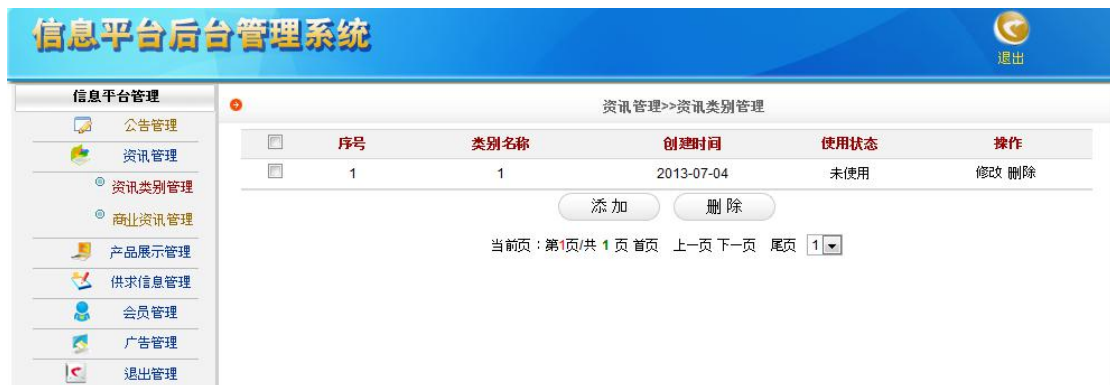 信息平台后台管理系统
退出
信息平台管理
公告管理
资讯管理
资讯类别管理
商业资讯管理
产品展示管理
供求信息管理
会员管理
广告管理
退出管理
资讯管理>>资讯类别管理
序号 类别名称 创建时间 使用状态 操作
1 1 2013-07-04 未使用 修改 删除
添 加 删 除
当前页：第1页/共 1 页 首页 上一页 下一页 尾页 1